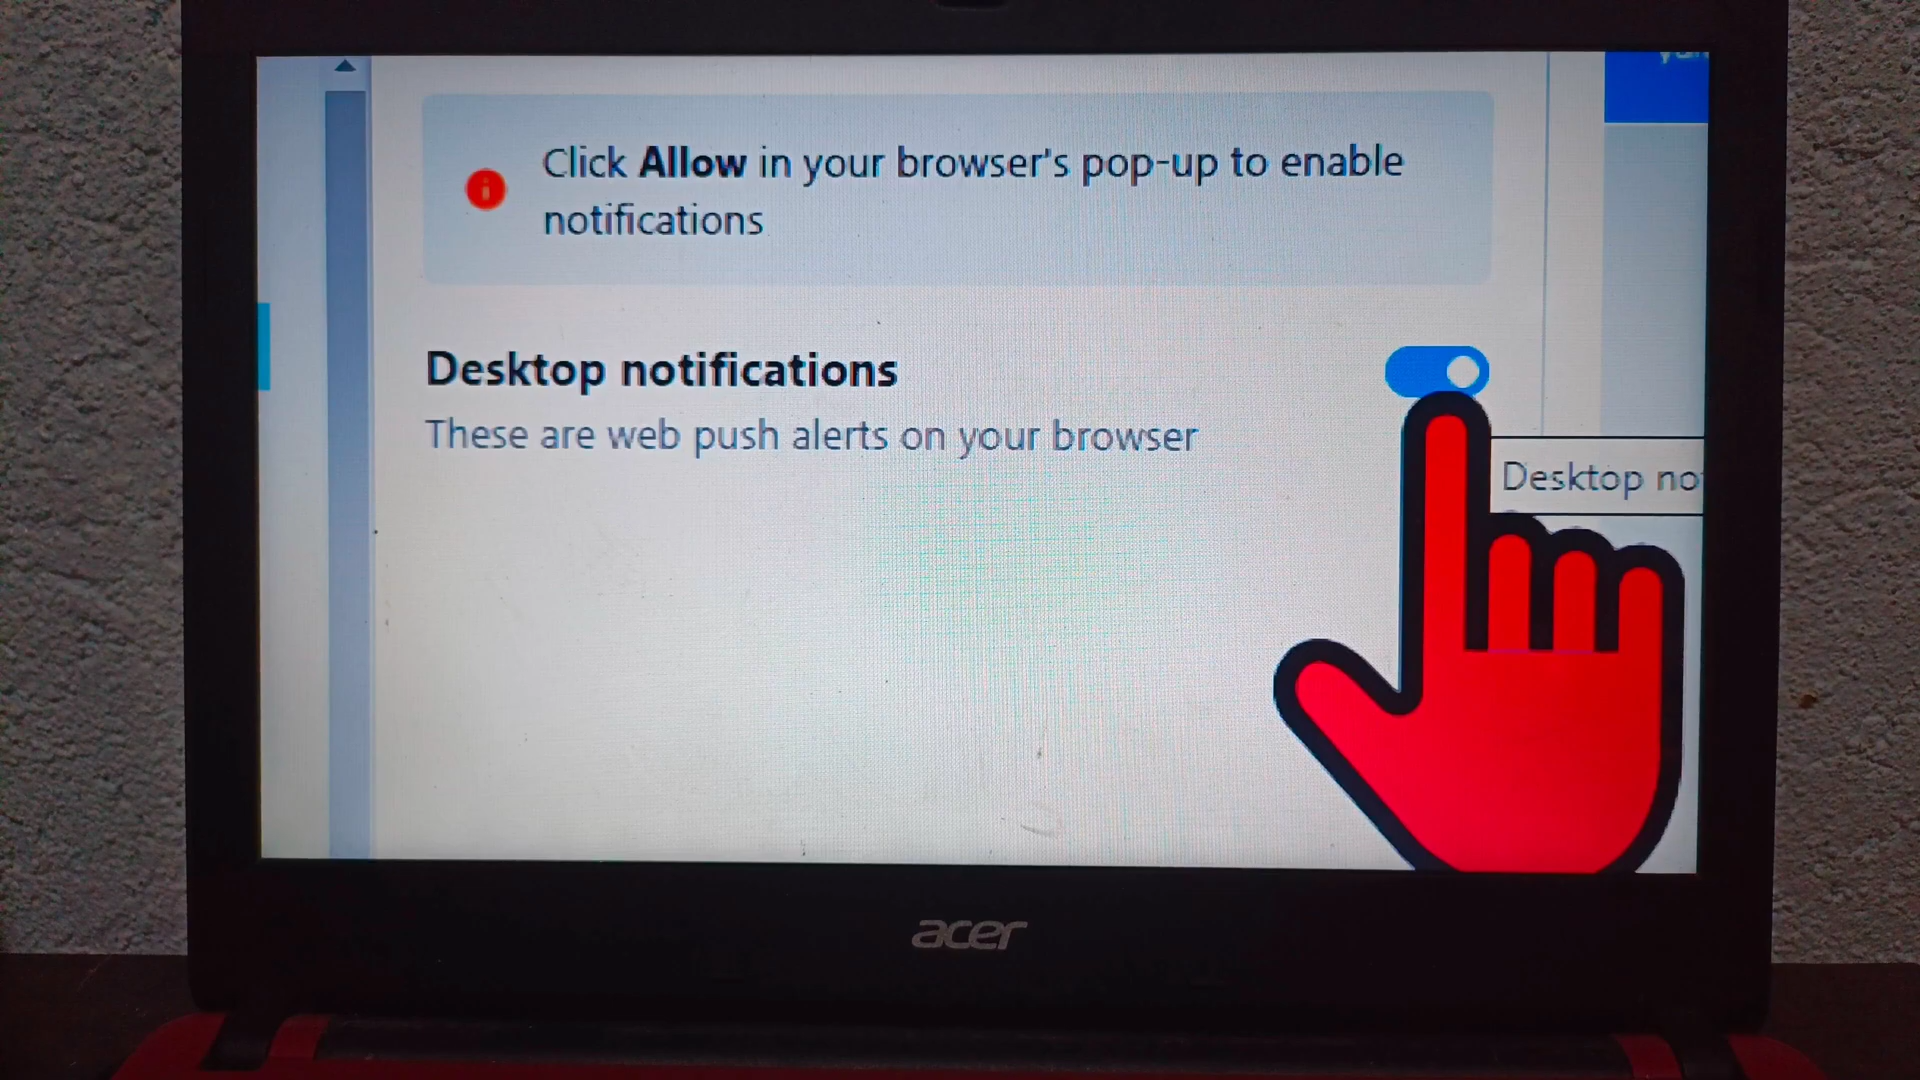 Click Allow in your browser's pop-up to enable
notifications
Desktop notifications
These are web push alerts on your browser
Desktop no
acer